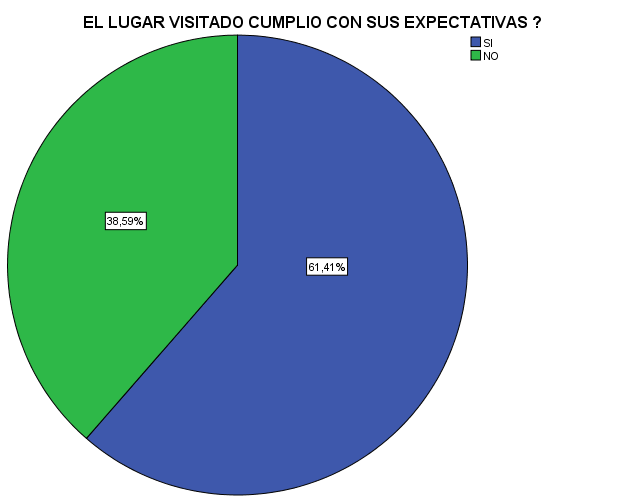 EL LUGAR VISITADO CUMPLIO CON SUS EXPECTATIVAS ?
SI
NO
38,59%
61,41%